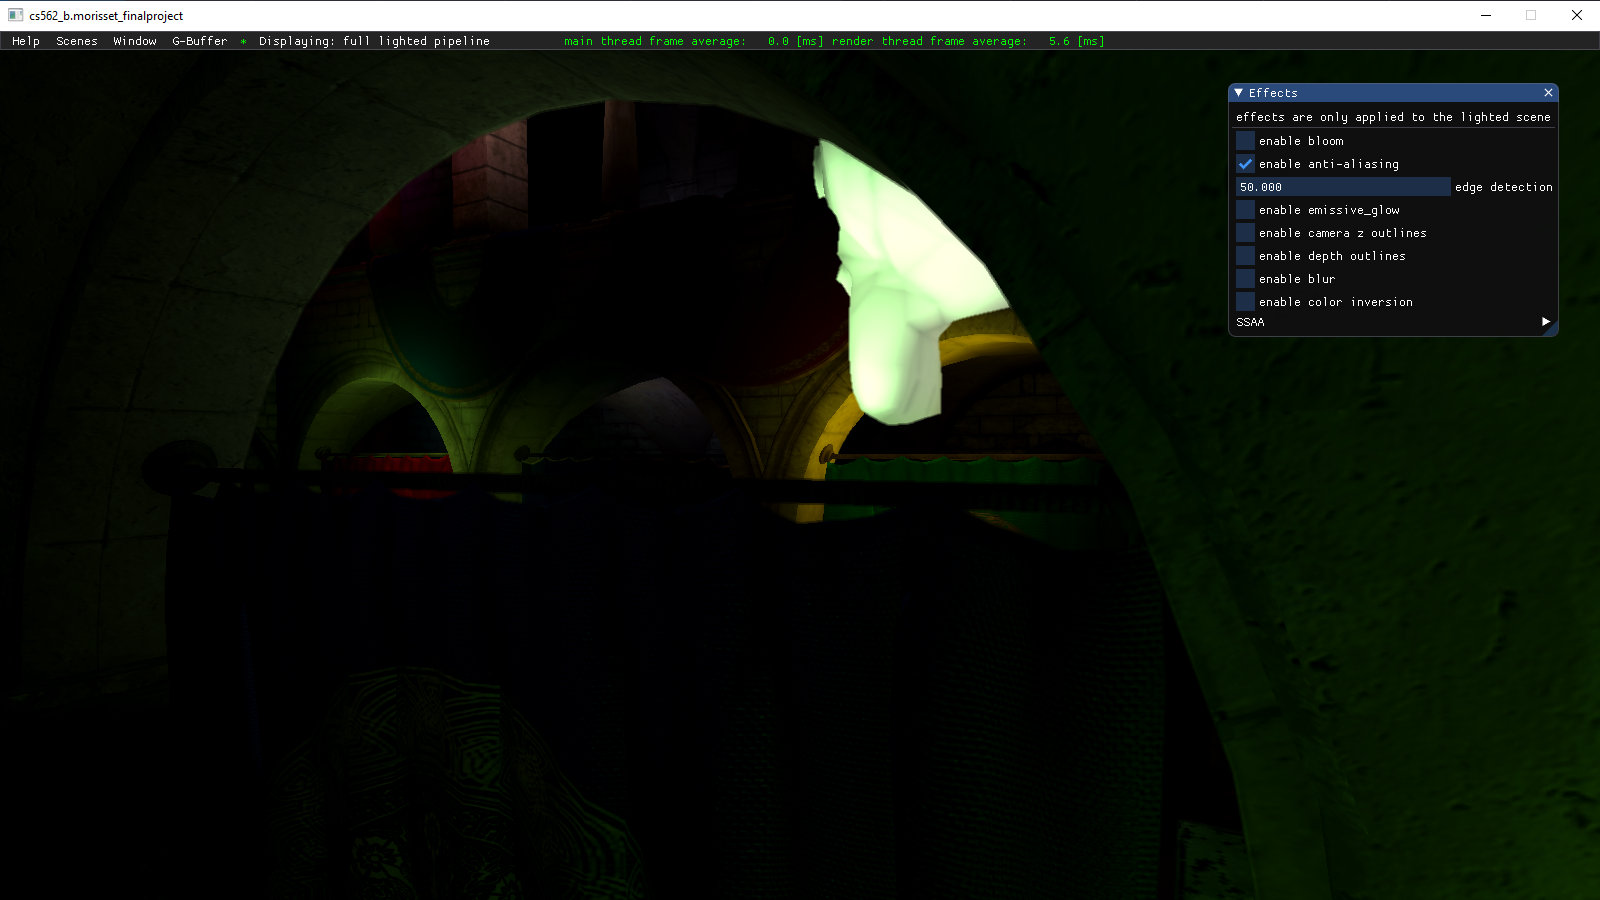 cs562_b.morisset_finalproject
Help Scenes Window G-Buffer * Displaying: full lighted pipeline main thread frame average: 0.0 [ms] render thread frame average: 5.6 [ms]
Effects
effects are only applied to the lighted scene
enable bloom
enable anti-aliasing
50.000 edge detection
enable emissive_glow
enable camera z outlines
enable depth outlines
enable blur
enable color inversion
SSAA